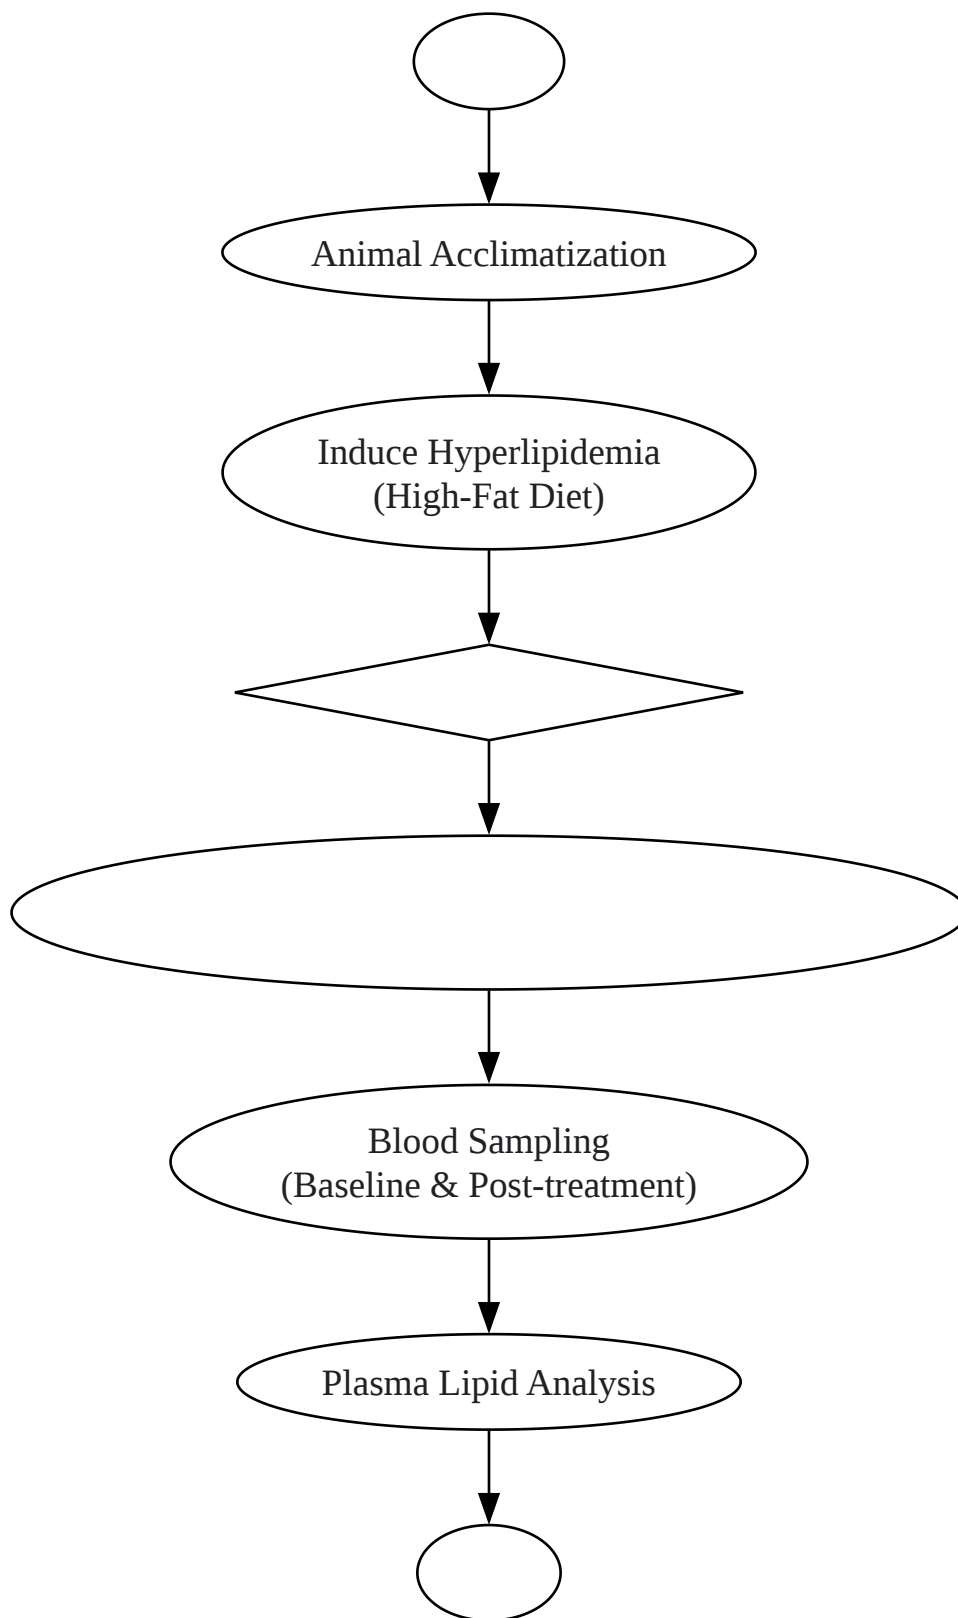 Animal Acclimatization
Induce Hyperlipidemia
(High-Fat Diet)
Blood Sampling
(Baseline & Post-treatment)
Plasma Lipid Analysis